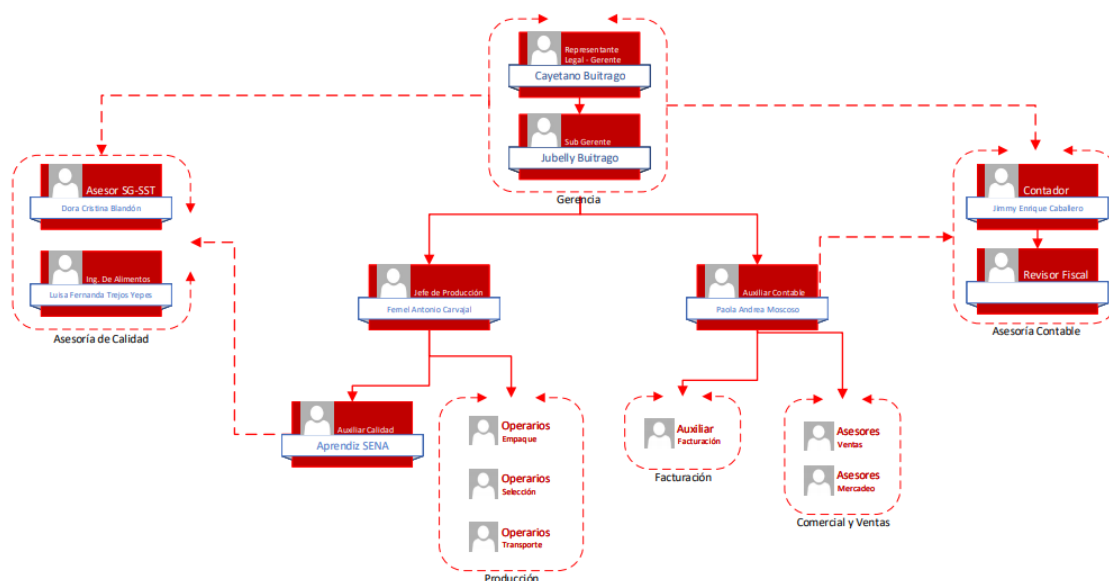 Representante
Legal - Gerente
Cayetano Buitrago
Sub Gerente
Jubelly Buitrago
Gerencia
Asesor SG-SST
Dora Cristina Blandón
Ing. De Alimentos
Luisa Fernanda Trejos Yepes
Asesoría de Calidad
Contador
Jimmy Enrique Caballero
Revisor Fiscal
Asesoría Contable
Jefe de Producción
Fernel Antonio Carvajal
Auxiliar Contable
Paola Andrea Moscoso
Auxiliar Calidad
Aprendiz SENA
Operarios
Empaque
Operarios
Selección
Operarios
Transporte
Producción
Auxiliar
Facturación
Facturación
Asesores
Ventas
Asesores
Mercadeo
Comercial y Ventas